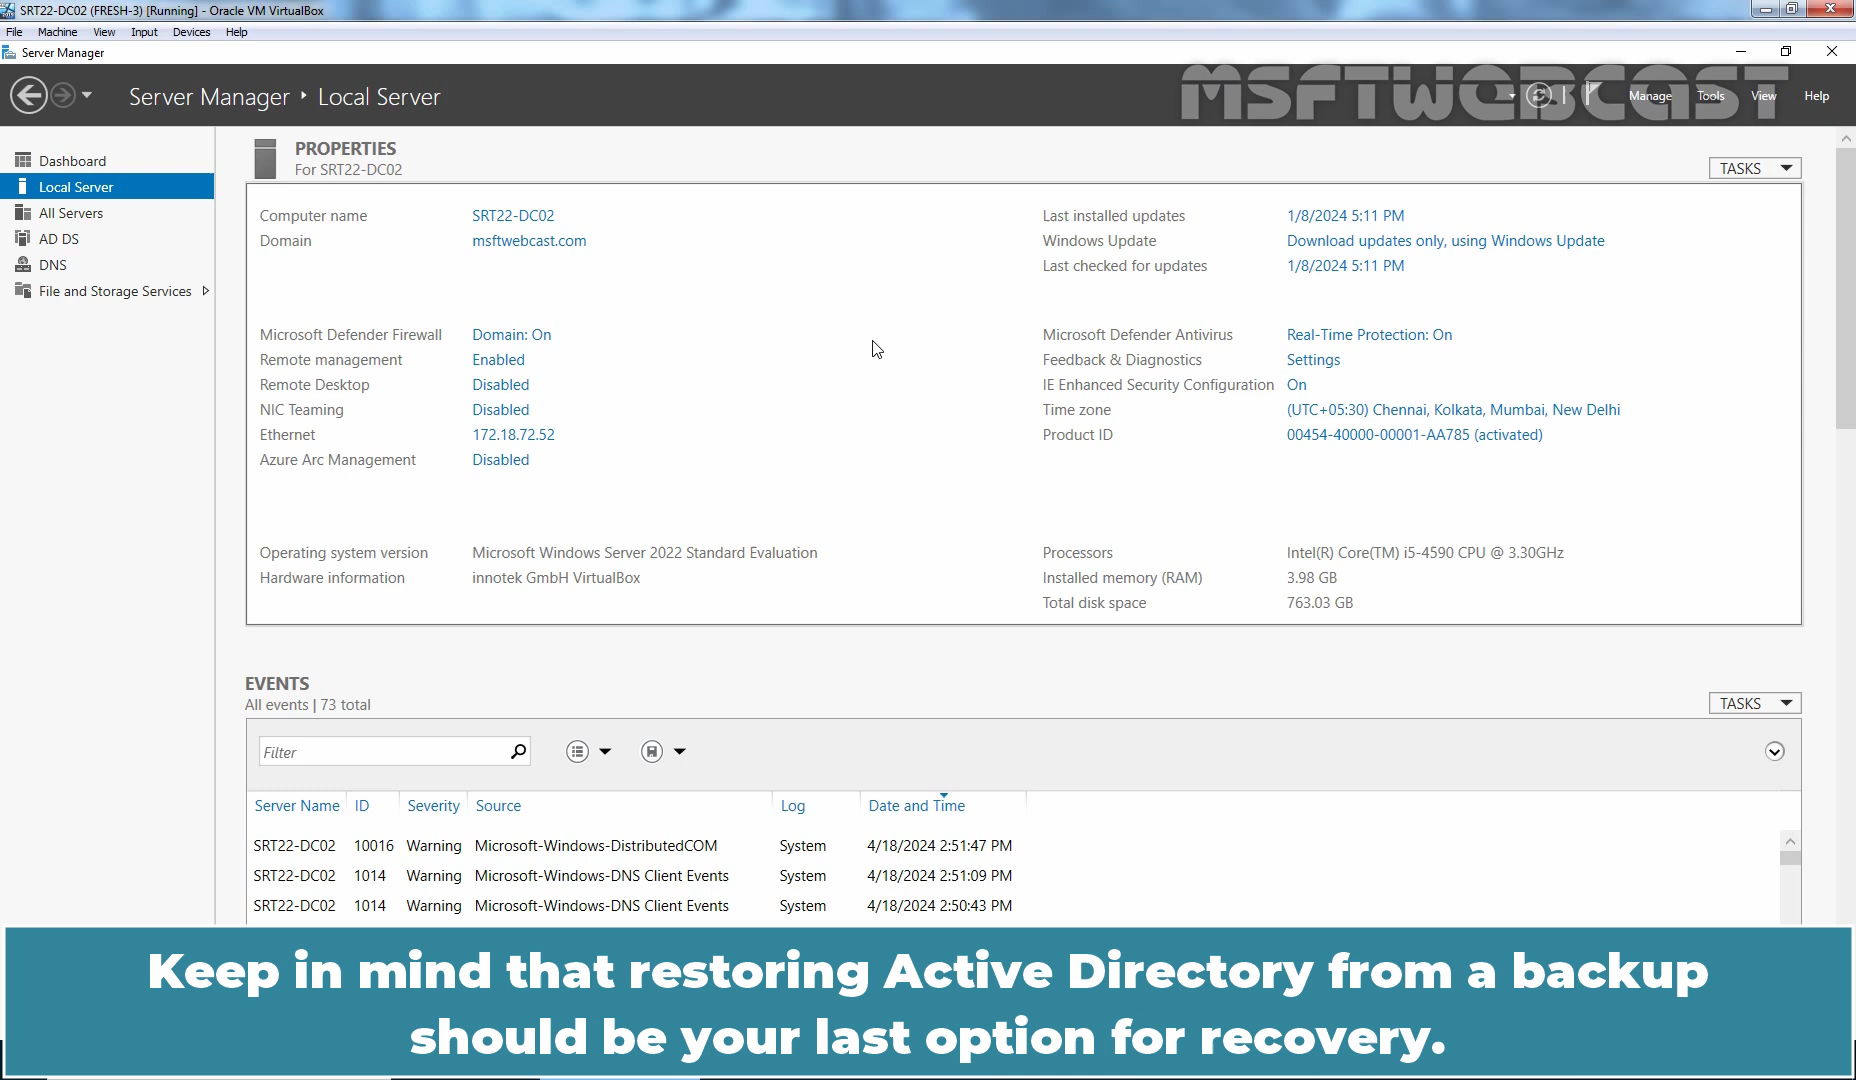 SRT22-DC02 (FRESH-3) [Running] - Oracle VM VirtualBox
File Machine View Input Devices Help
Server Manager
Server Manager ‣ Local Server
MSFTWEBCAST
Manage Tools View Help
Dashboard
Local Server
All Servers
AD DS
DNS
File and Storage Services
PROPERTIES
For SRT22-DC02
TASKS
Computer name SRT22-DC02
Domain msftwebcast.com
Last installed updates 1/8/2024 5:11 PM
Windows Update Download updates only, using Windows Update
Last checked for updates 1/8/2024 5:11 PM
Microsoft Defender Firewall Domain: On
Remote management Enabled
Remote Desktop Disabled
NIC Teaming Disabled
Ethernet 172.18.72.52
Azure Arc Management Disabled
Microsoft Defender Antivirus Real-Time Protection: On
Feedback & Diagnostics Settings
IE Enhanced Security Configuration On
Time zone (UTC+05:30) Chennai, Kolkata, Mumbai, New Delhi
Product ID 00454-40000-00001-AA785 (activated)
Operating system version Microsoft Windows Server 2022 Standard Evaluation
Hardware information innotek GmbH VirtualBox
Processors Intel(R) Core(TM) i5-4590 CPU @ 3.30GHz
Installed memory (RAM) 3.98 GB
Total disk space 763.03 GB
EVENTS
All events | 73 total
TASKS
Filter
Server Name ID Severity Source Log Date and Time
SRT22-DC02 10016 Warning Microsoft-Windows-DistributedCOM System 4/18/2024 2:51:47 PM
SRT22-DC02 1014 Warning Microsoft-Windows-DNS Client Events System 4/18/2024 2:51:09 PM
SRT22-DC02 1014 Warning Microsoft-Windows-DNS Client Events System 4/18/2024 2:50:43 PM
Keep in mind that restoring Active Directory from a backup
should be your last option for recovery.